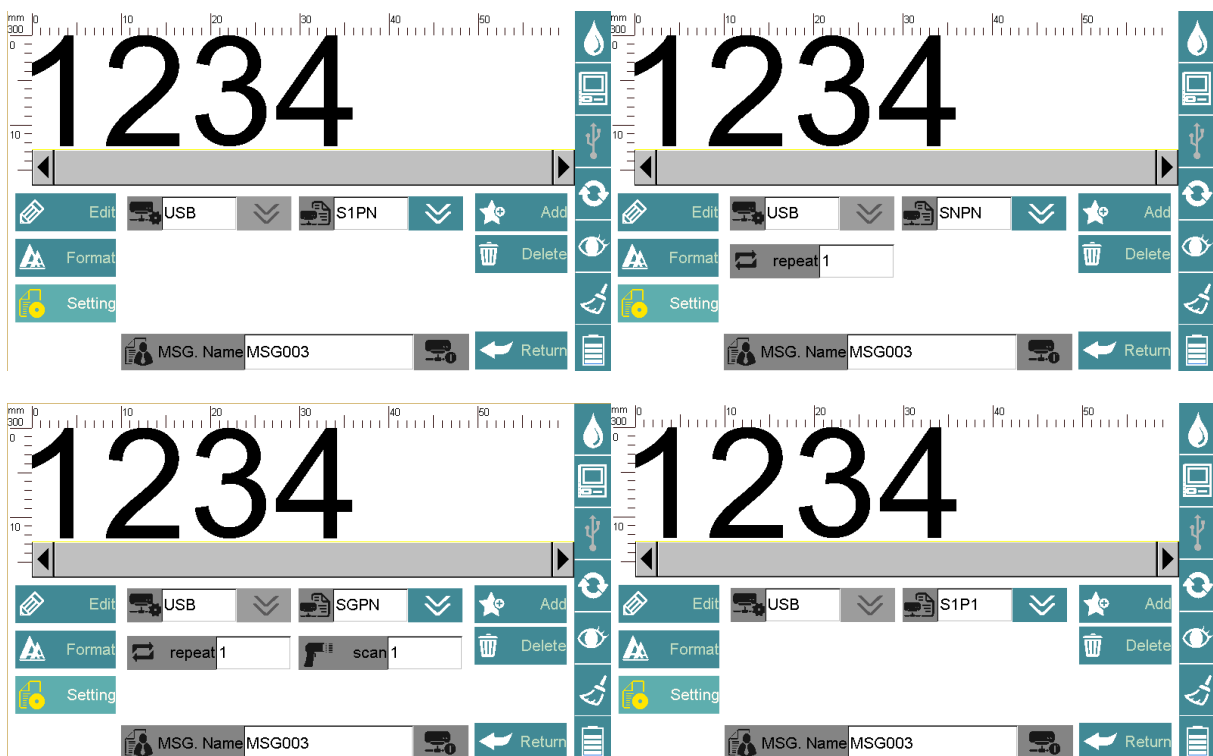 mm 0 10 20 30 40 50
300
0
1234
10
Edit USB S1PN Add
Format Delete
Setting
MSG. Name MSG003 Return
mm 0 10 20 30 40 50
300
0
1234
10
Edit USB SNPN Add
Format repeat 1 Delete
Setting
MSG. Name MSG003 Return
mm 0 10 20 30 40 50
300
0
1234
10
Edit USB SGPN Add
Format repeat 1 scan 1 Delete
Setting
MSG. Name MSG003 Return
mm 0 10 20 30 40 50
300
0
1234
10
Edit USB S1P1 Add
Format Delete
Setting
MSG. Name MSG003 Return